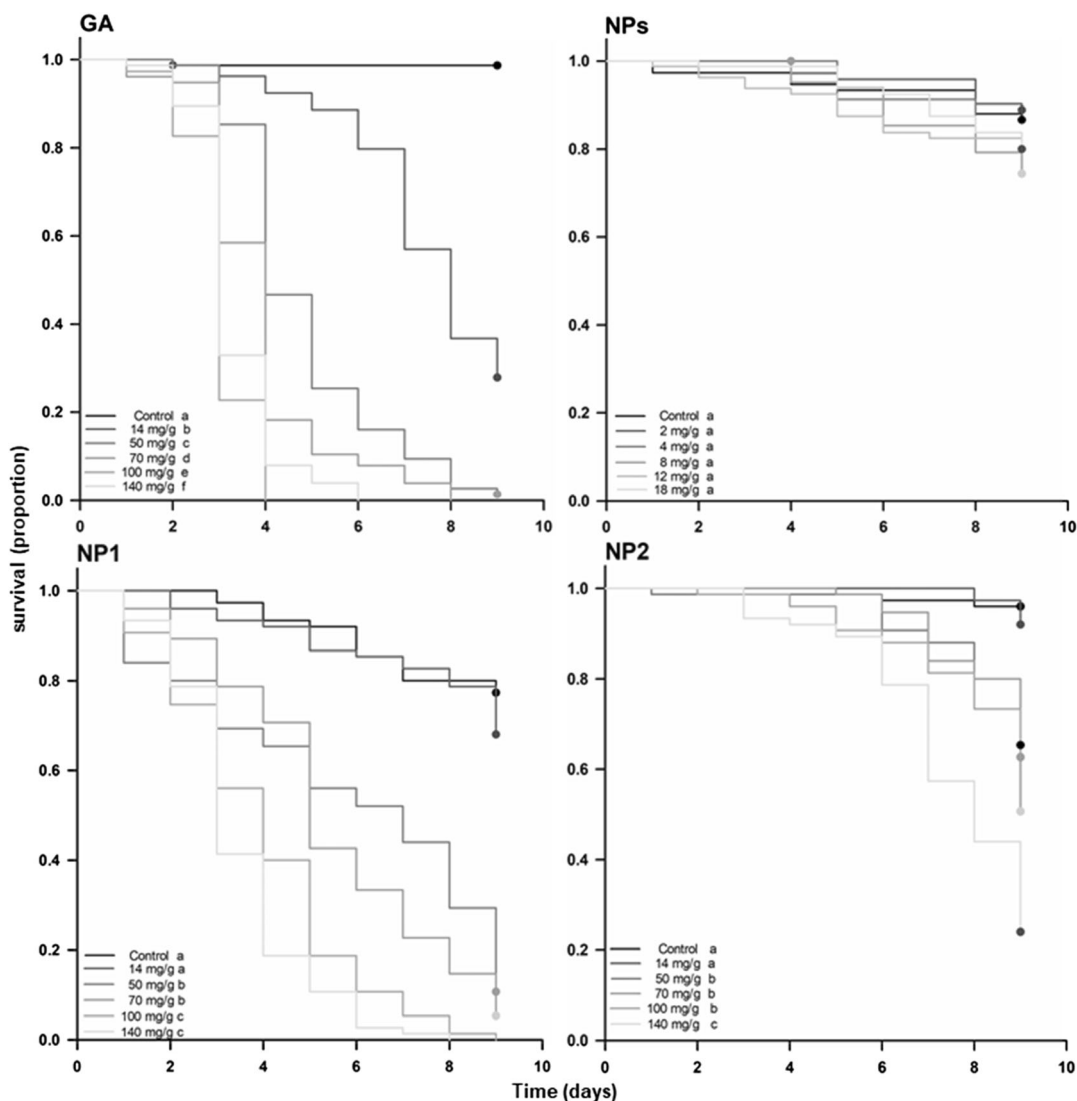 GA
1.0
0.8
0.6
0.4
0.2
0.0
Control a
14 mg/g b
50 mg/g c
70 mg/g d
100 mg/g e
140 mg/g f
0 2 4 6 8 10
NPs
1.0
0.8
0.6
0.4
0.2
0.0
Control a
2 mg/g a
4 mg/g a
8 mg/g a
12 mg/g a
18 mg/g a
0 2 4 6 8 10
survival (proportion)
NP1
1.0
0.8
0.6
0.4
0.2
0.0
Control a
14 mg/g a
50 mg/g b
70 mg/g b
100 mg/g c
140 mg/g c
0 2 4 6 8 10
NP2
1.0
0.8
0.6
0.4
0.2
0.0
Control a
14 mg/g a
50 mg/g b
70 mg/g b
100 mg/g b
140 mg/g c
0 2 4 6 8 10
Time (days)